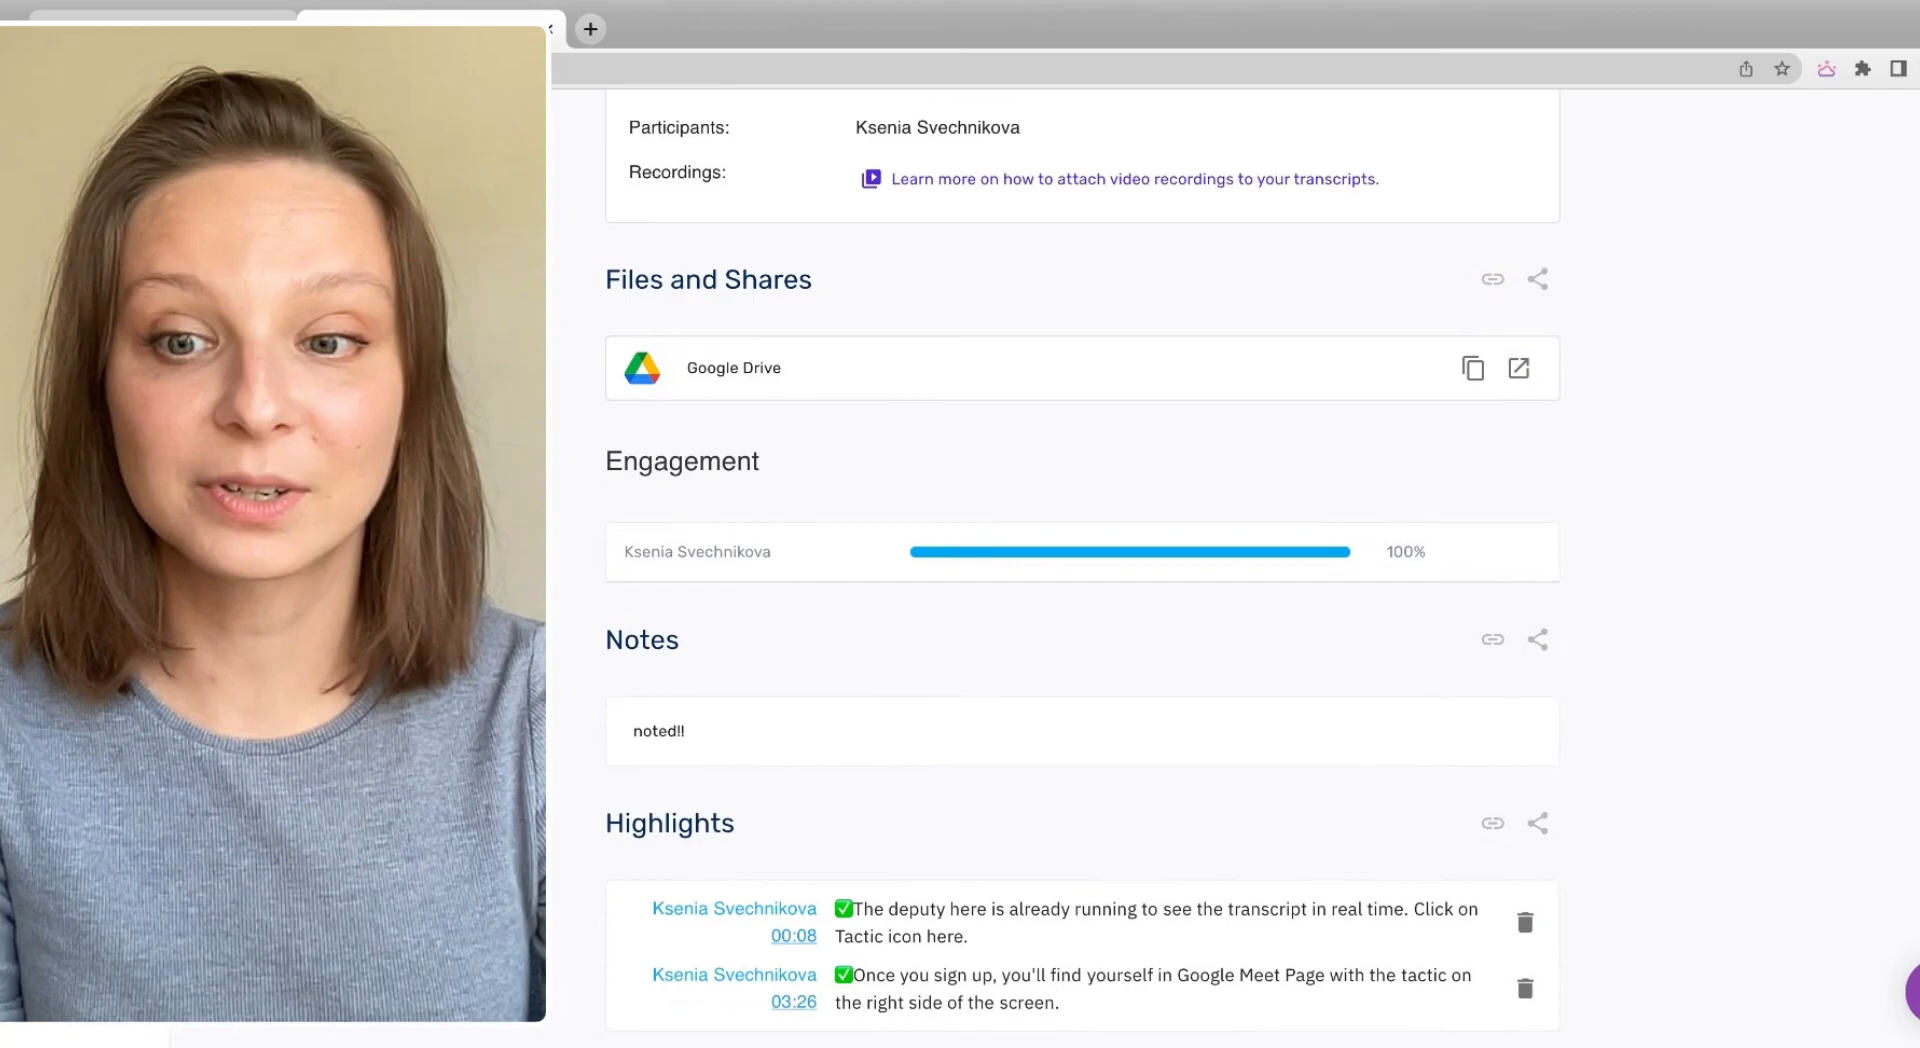 Participants: Ksenia Svechnikova
Recordings: Learn more on how to attach video recordings to your transcripts.
Files and Shares
Google Drive
Engagement
Ksenia Svechnikova 100%
Notes
noted!!
Highlights
Ksenia Svechnikova ✅The deputy here is already running to see the transcript in real time. Click on
00:08 Tactic icon here.
Ksenia Svechnikova ✅Once you sign up, you'll find yourself in Google Meet Page with the tactic on
03:26 the right side of the screen.